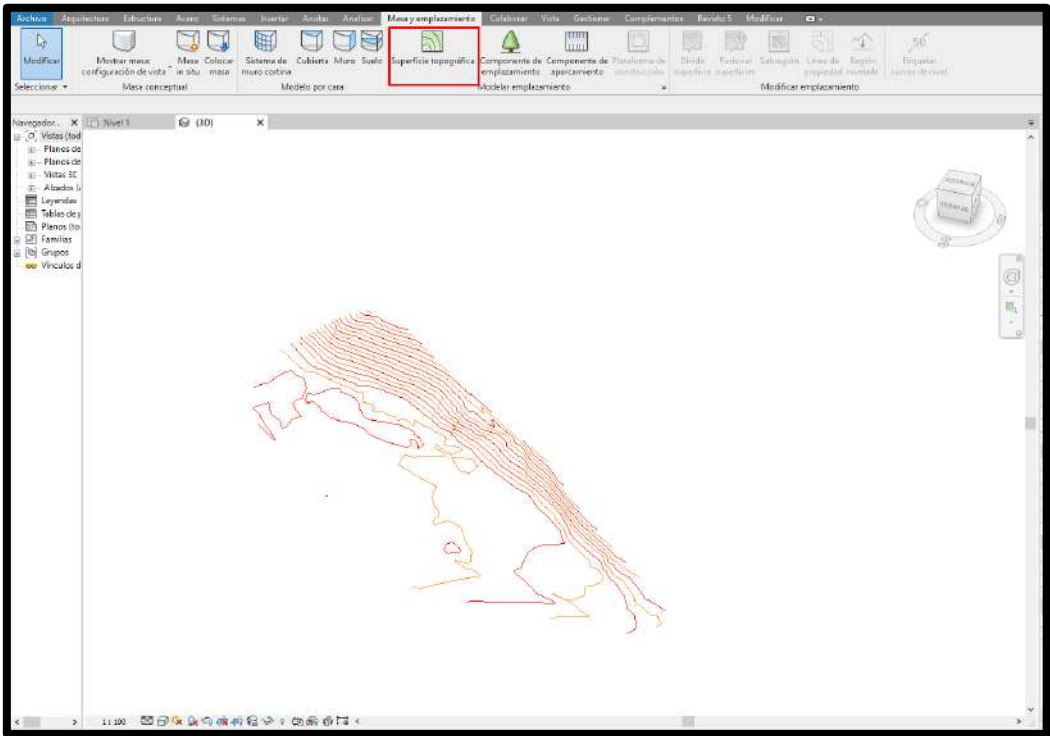 Archivo Arquitectura Estructura Acero Sistemas Insertar Anotar Analizar Masa y emplazamiento Colaborar Vista Gestionar Complementos Revato 5 Modificar
Modificar
Mostrar masa configuración de vista
Masa in situ
Colocar masa
Sistema de muro cortina
Cubierta Muro Suelo
Superficie topográfica
Componente de emplazamiento
Componente de aparcamiento
Plataforma de construcción
Dividir superficie
Fusionar superficies
Subregión
Línea de propiedad
Región nivelada
Etiquetar curvas de nivel
Seleccionar
Masa conceptual
Modelo por cara
Modelar emplazamiento
Modificar emplazamiento
Navegador... X
Nivel 1
(3D) X
Vistas (tod
Planos de
Planos de
Vistas 3D
Alzados (
Leyendas
Tablas de p
Planos (to
Familias
Grupos
Vínculos d
1 : 100